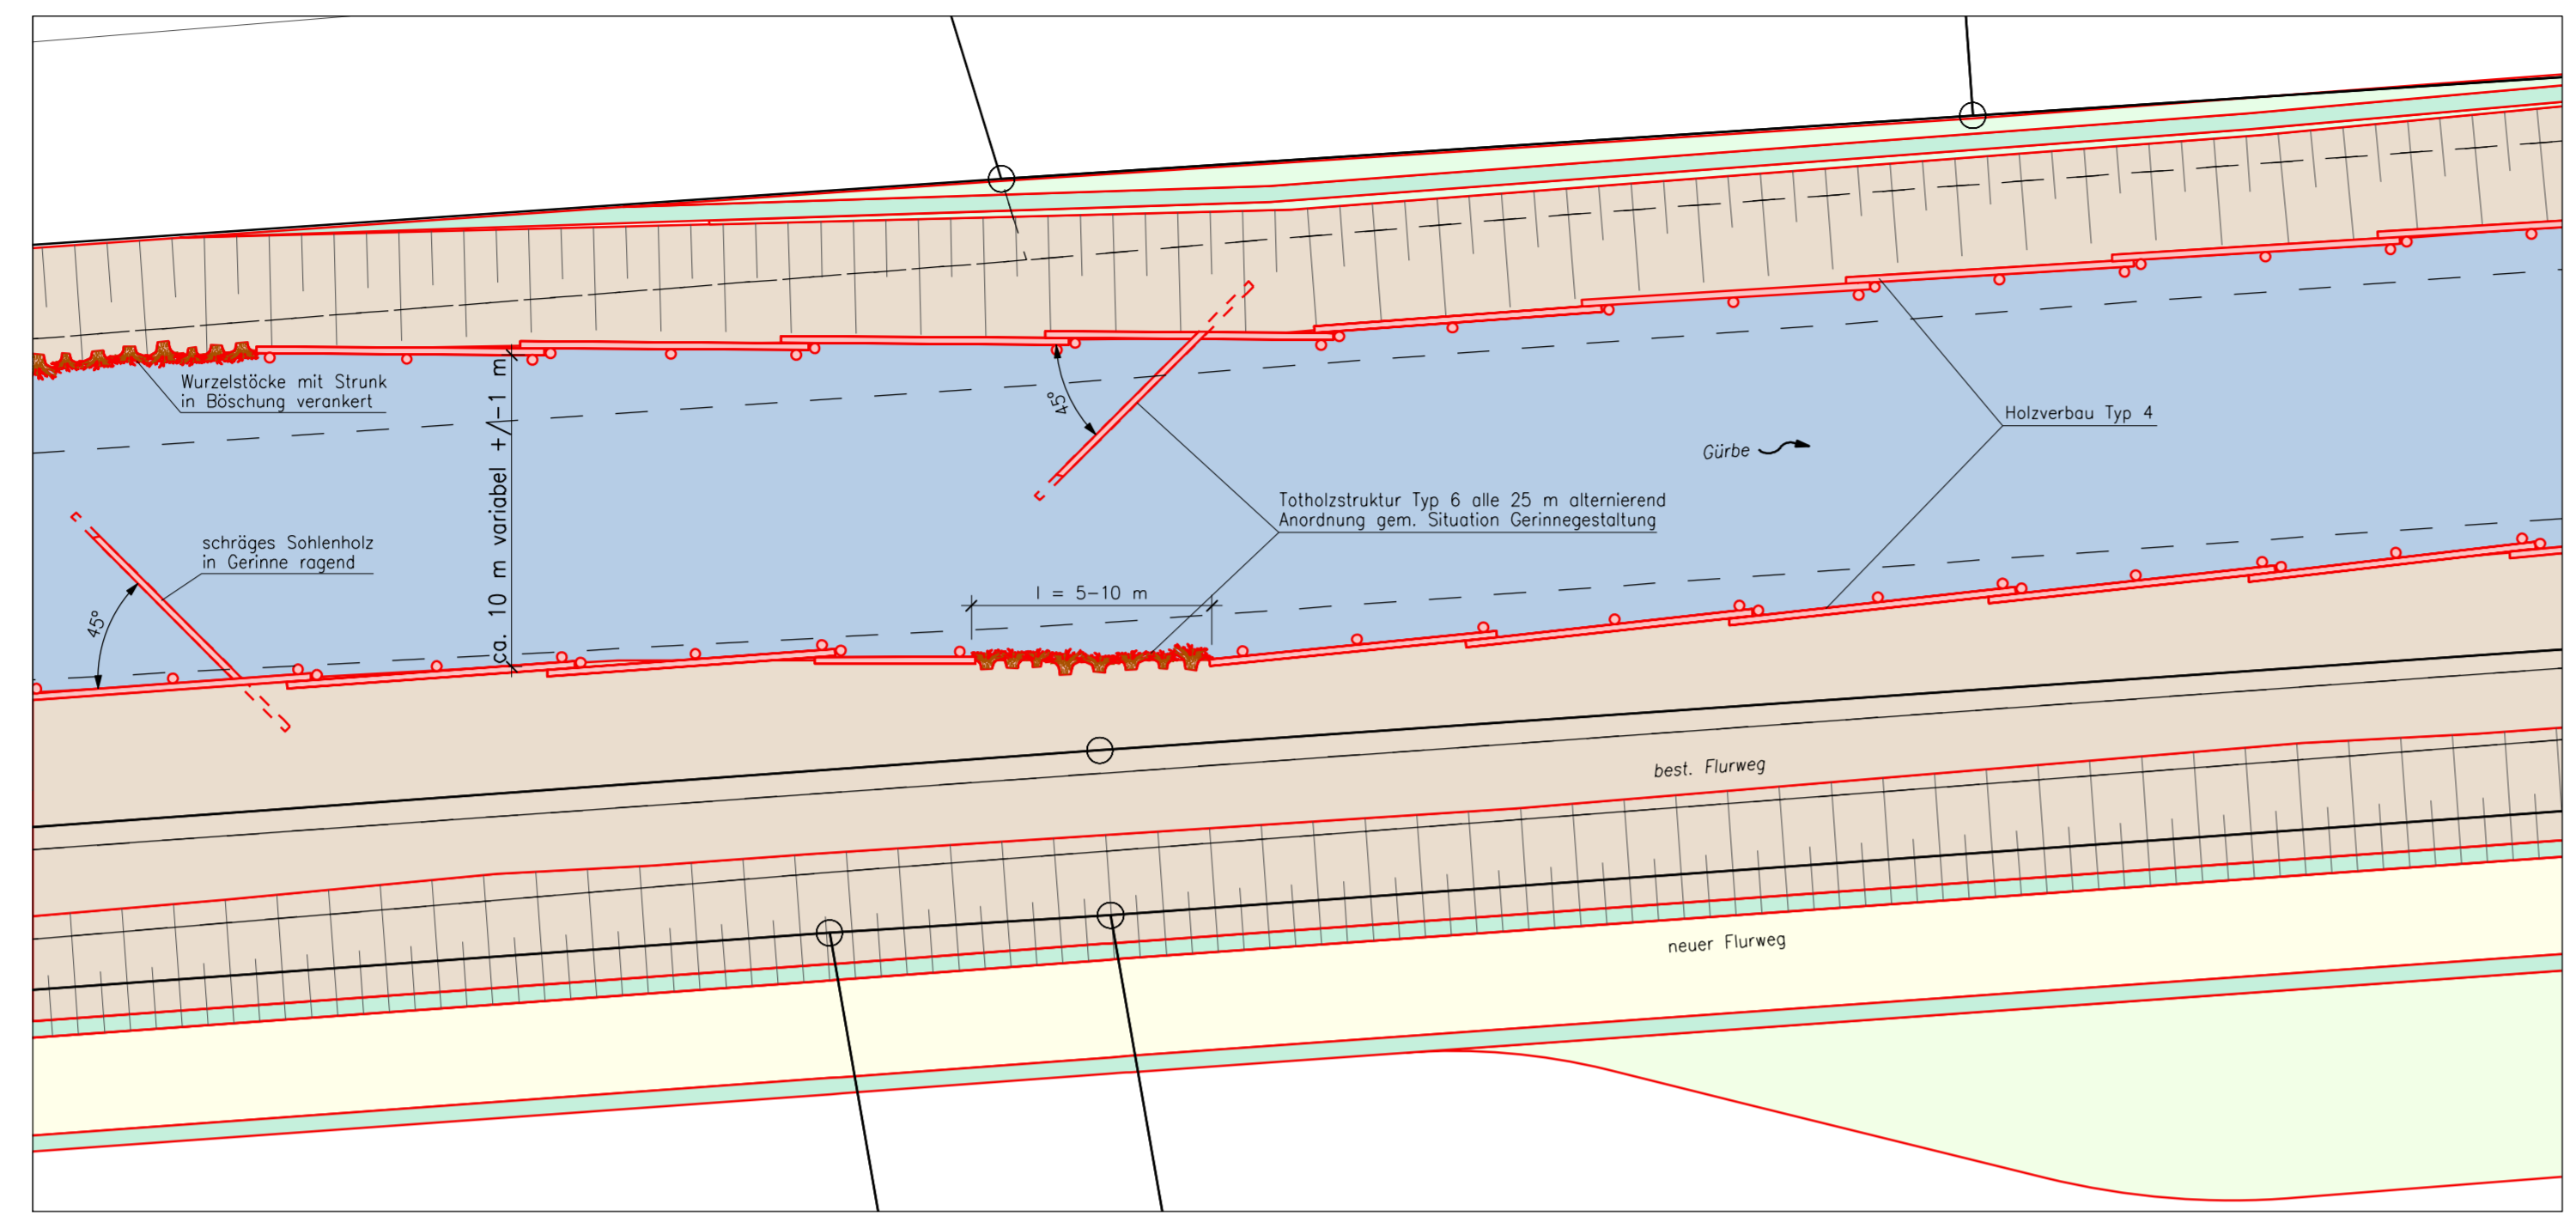 Wurzelstöcke mit Strunk
in Böschung verankert
ca. 10 m variabel +/-1 m
45°
Gürbe
Holzverbau Typ 4
Totholzstruktur Typ 6 alle 25 m alternierend
Anordnung gem. Situation Gerinnegestaltung
schräges Sohlenholz
in Gerinne ragend
45°
l = 5-10 m
best. Flurweg
neuer Flurweg